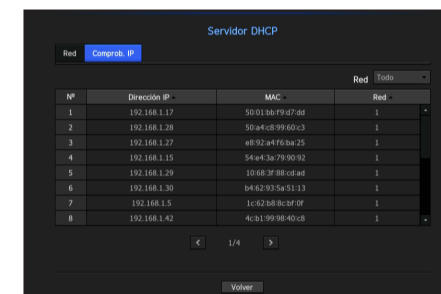 Servidor DHCP
Red Comprob. IP
Red Todo
Nº Dirección IP MAC Red
1 192.168.1.17 50:01:bb:f9:d7:dd 1
2 192.168.1.28 50:a4:c8:99:60:c3 1
3 192.168.1.27 e8:92:a4:f6:ba:25 1
4 192.168.1.15 54:e4:3a:79:90:92 1
5 192.168.1.29 10:68:3f:88:cd:ad 1
6 192.168.1.30 b4:62:93:5a:51:13 1
7 192.168.1.5 1c:62:b8:8c:bf:0f 1
8 192.168.1.42 4c:b1:99:98:40:c8 1
< 1/4 >
Volver